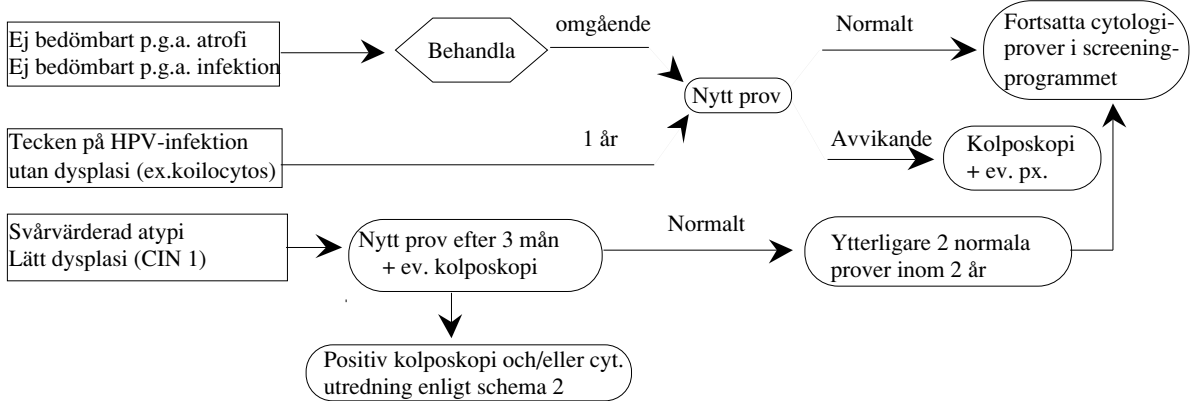 Ej bedömbart p.g.a. atrofi
Ej bedömbart p.g.a. infektion
Behandla
omgående
Nytt prov
Normalt
Fortsatta cytologi-
prover i screening-
programmet
Tecken på HPV-infektion
utan dysplasi (ex.koilocytos)
1 år
Avvikande
Kolposkopi
+ ev. px.
Svårvärderad atypi
Lätt dysplasi (CIN 1)
Nytt prov efter 3 mån
+ ev. kolposkopi
Normalt
Ytterligare 2 normala
prover inom 2 år
Positiv kolposkopi och/eller cyt.
utredning enligt schema 2